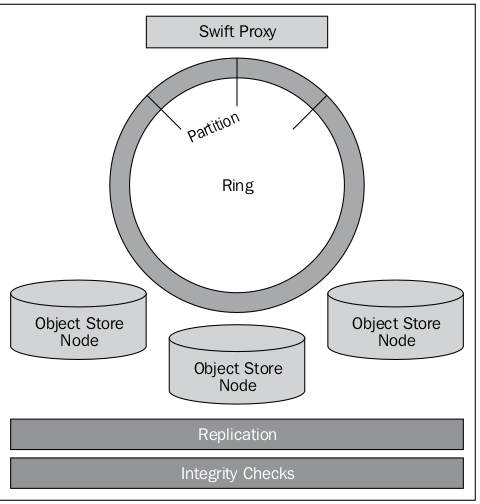 Swift Proxy
Partition
Ring
Object Store
Node
Object Store
Node
Object Store
Node
Replication
Integrity Checks